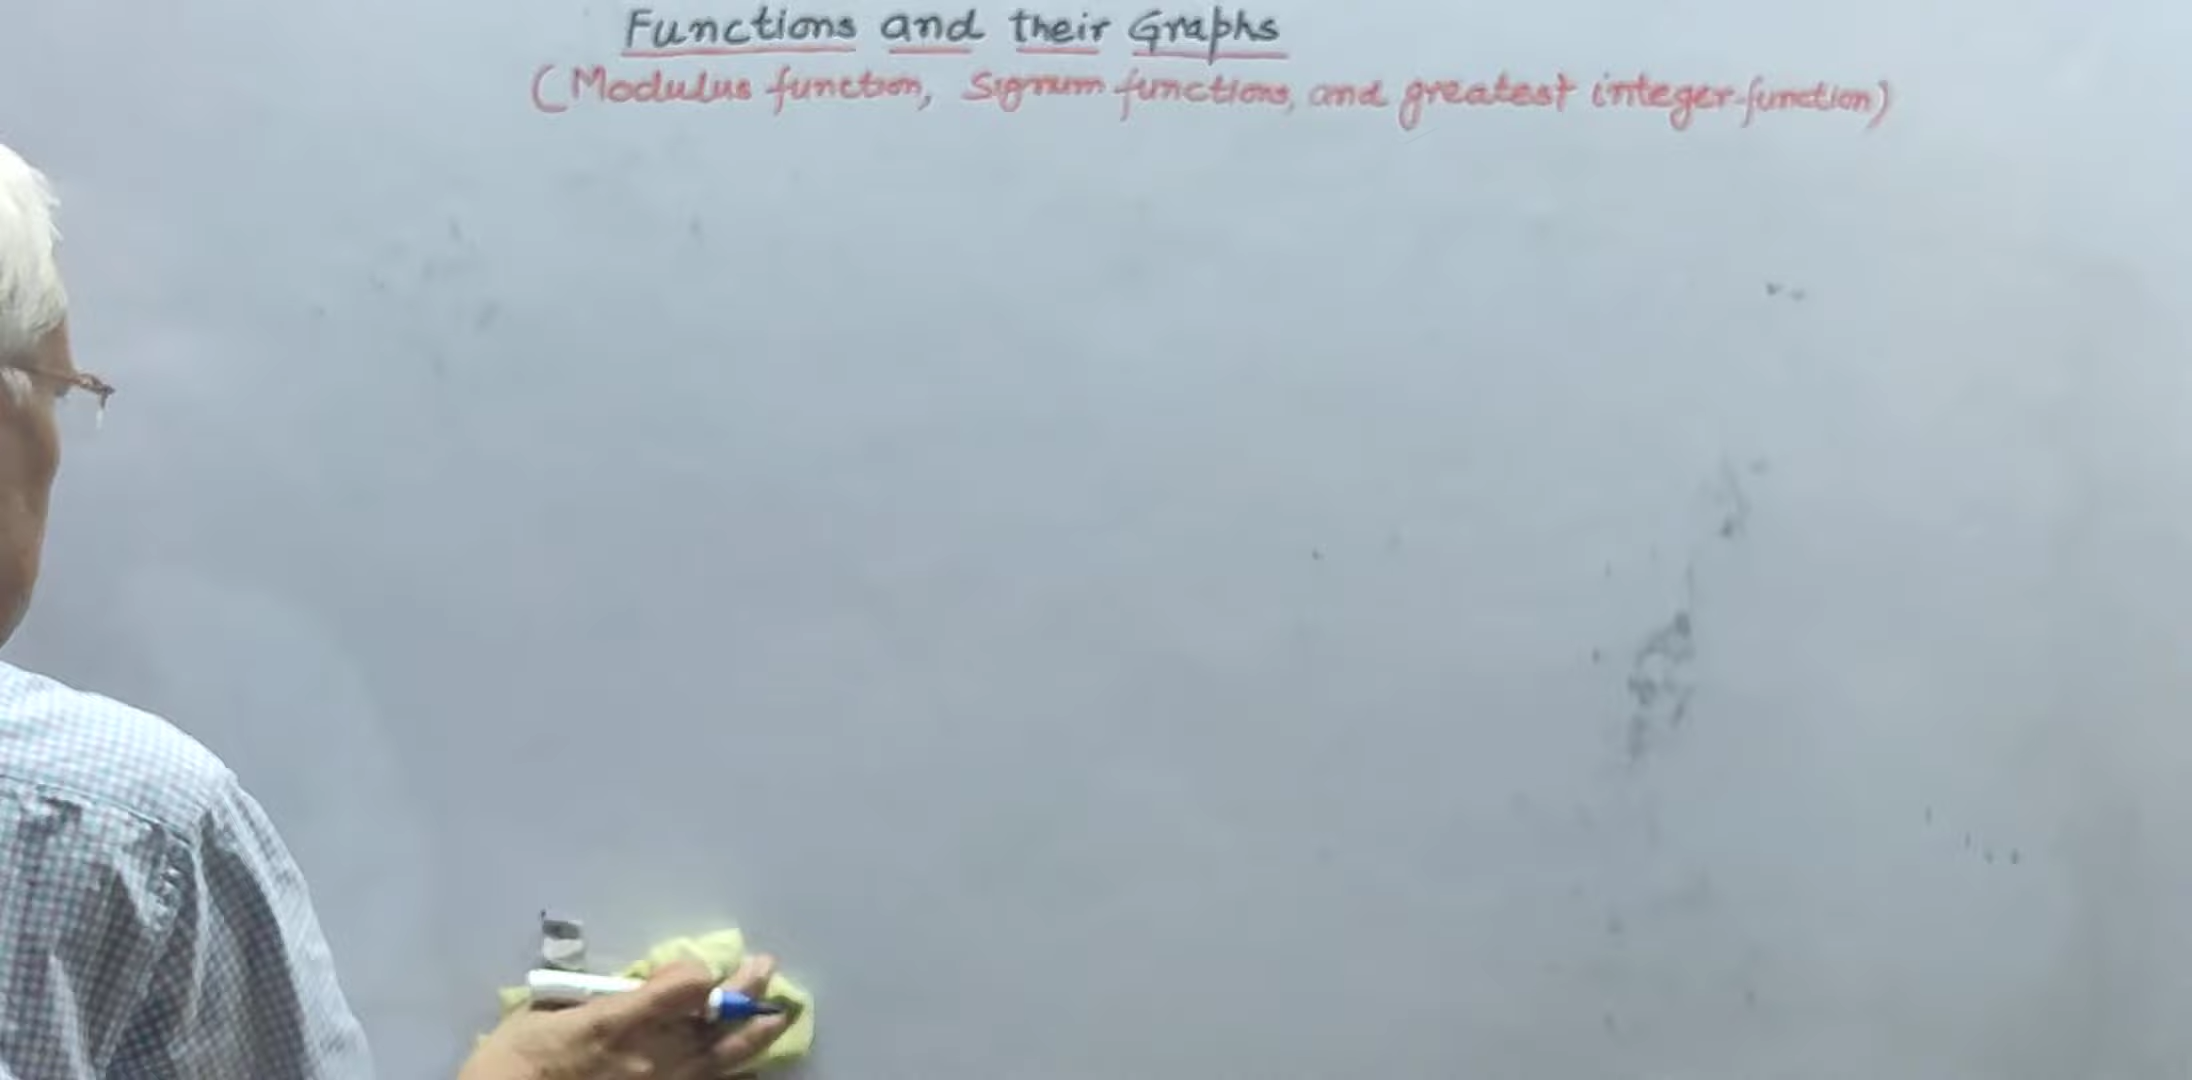 Functions and their Graphs
(Modulus function, Signum functions, and greatest integer function)